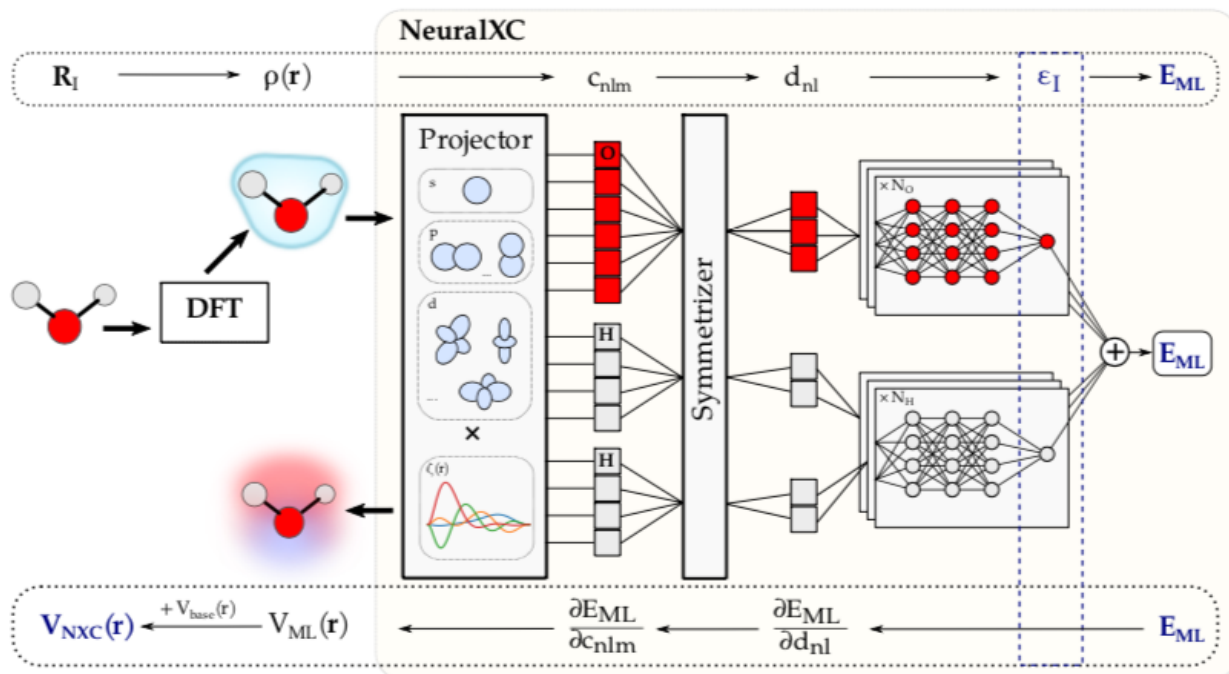 NeuralXC
R_I ρ(r) c_nlm d_nl ε_I E_ML
Projector
s
p
...
d
...
×
ζ(r)
DFT
O
H
H
Symmetrizer
×N_O
×N_H
+
E_ML
V_NXC(r) + V_base(r) V_ML(r) ∂E_ML/∂c_nlm ∂E_ML/∂d_nl E_ML